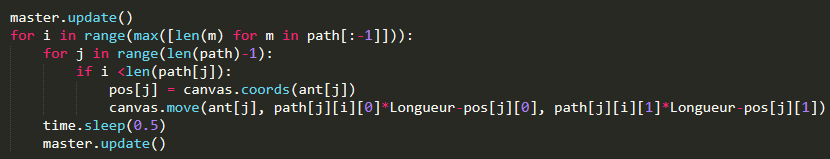 master.update()
for i in range(max([len(m) for m in path[:-1]])):
    for j in range(len(path)-1):
        if i <len(path[j]):
            pos[j] = canvas.coords(ant[j])
            canvas.move(ant[j], path[j][i][0]*Longueur-pos[j][0], path[j][i][1]*Longueur-pos[j][1])
    time.sleep(0.5)
    master.update()